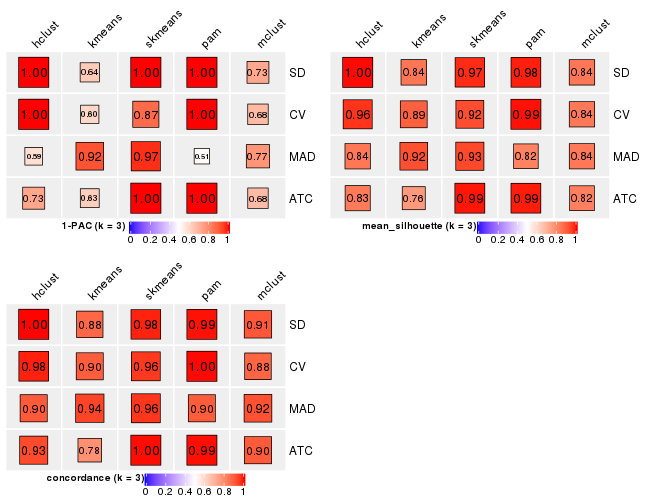 hclust kmeans skmeans pam mclust
1.00 0.64 1.00 1.00 0.73 SD
1.00 0.60 0.87 1.00 0.68 CV
0.59 0.92 0.97 0.51 0.77 MAD
0.73 0.63 1.00 1.00 0.68 ATC
1-PAC (k = 3)
0 0.2 0.4 0.6 0.8 1
hclust kmeans skmeans pam mclust
1.00 0.84 0.97 0.98 0.84 SD
0.96 0.89 0.92 0.99 0.84 CV
0.84 0.92 0.93 0.82 0.84 MAD
0.83 0.76 0.99 0.99 0.82 ATC
mean_silhouette (k = 3)
0 0.2 0.4 0.6 0.8 1
hclust kmeans skmeans pam mclust
1.00 0.88 0.98 0.99 0.91 SD
0.98 0.90 0.96 1.00 0.88 CV
0.90 0.94 0.96 0.90 0.92 MAD
0.93 0.78 1.00 0.99 0.90 ATC
concordance (k = 3)
0 0.2 0.4 0.6 0.8 1